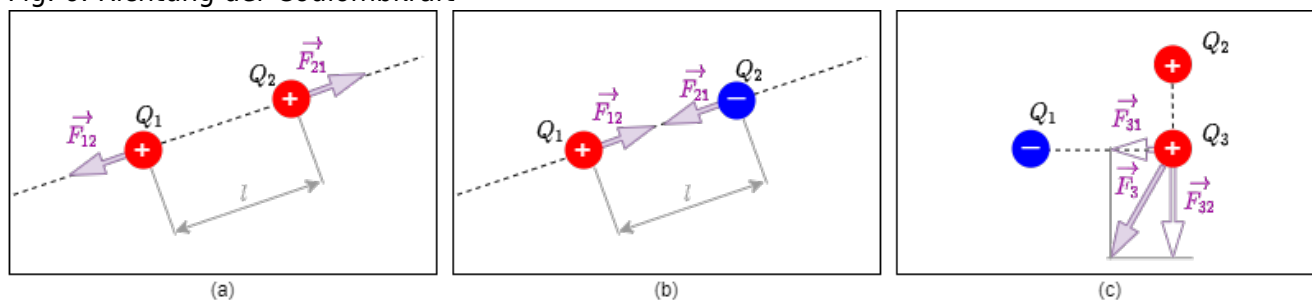 Q₂ F₂₁
Q₁
F₁₂
l
(a)
Q₂
F₂₁
F₁₂
Q₁
l
(b)
Q₂
Q₁ F₃₁
Q₃
F₃ F₃₂
(c)